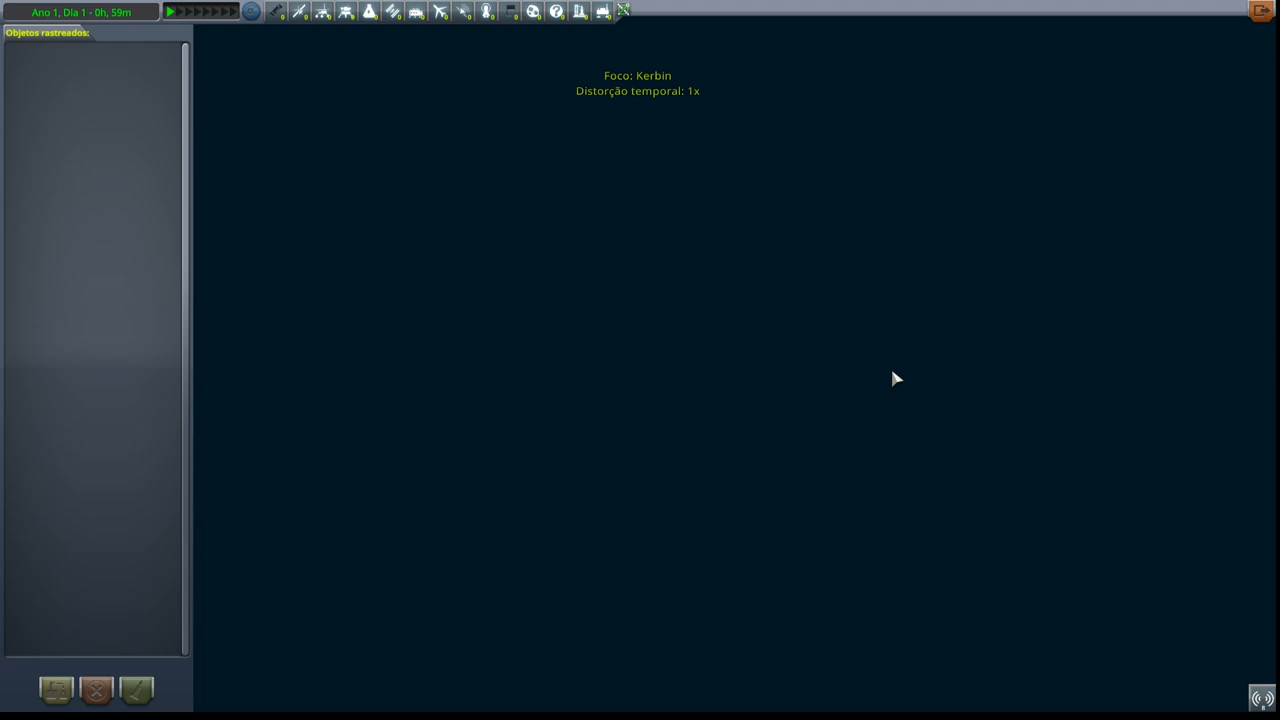 Ano 1, Dia 1 - 0h, 59m
Objetos rastreados:
Foco: Kerbin
Distorção temporal: 1x